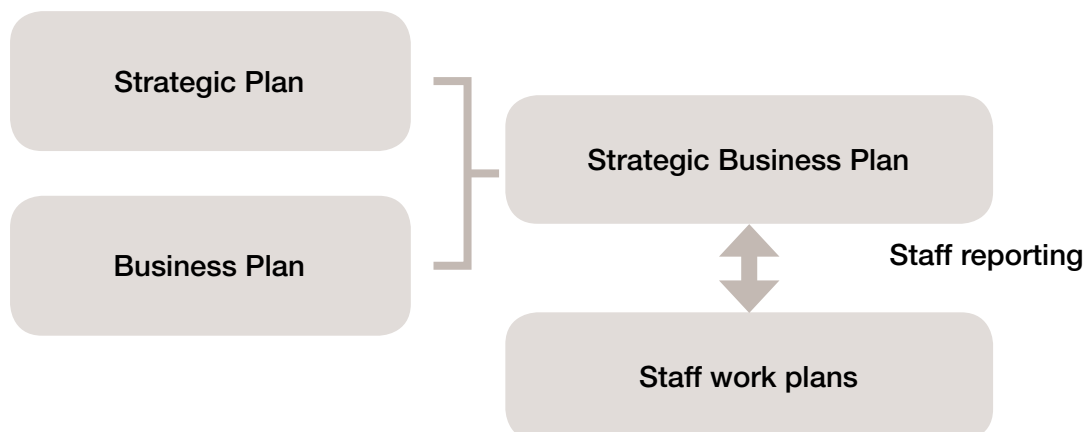 Strategic Plan
Business Plan
Strategic Business Plan
Staff reporting
Staff work plans